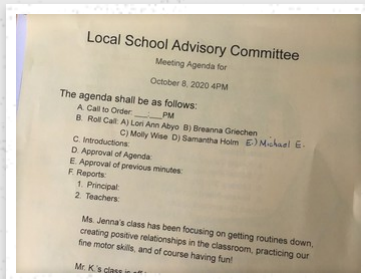 Local School Advisory Committee
Meeting Agenda for
October 8, 2020 4PM
The agenda shall be as follows:
A. Call to Order: ___:___PM
B. Roll Call: A) Lori Ann Abyo B) Breanna Griechen
C) Molly Wise D) Samantha Holm E.) Michael E.
C. Introductions:
D. Approval of Agenda:
E. Approval of previous minutes:
F. Reports:
1. Principal:
2. Teachers:
Ms. Jenna's class has been focusing on getting routines down,
creating positive relationships in the classroom, practicing our
fine motor skills, and of course having fun!
Mr. K.'s class is